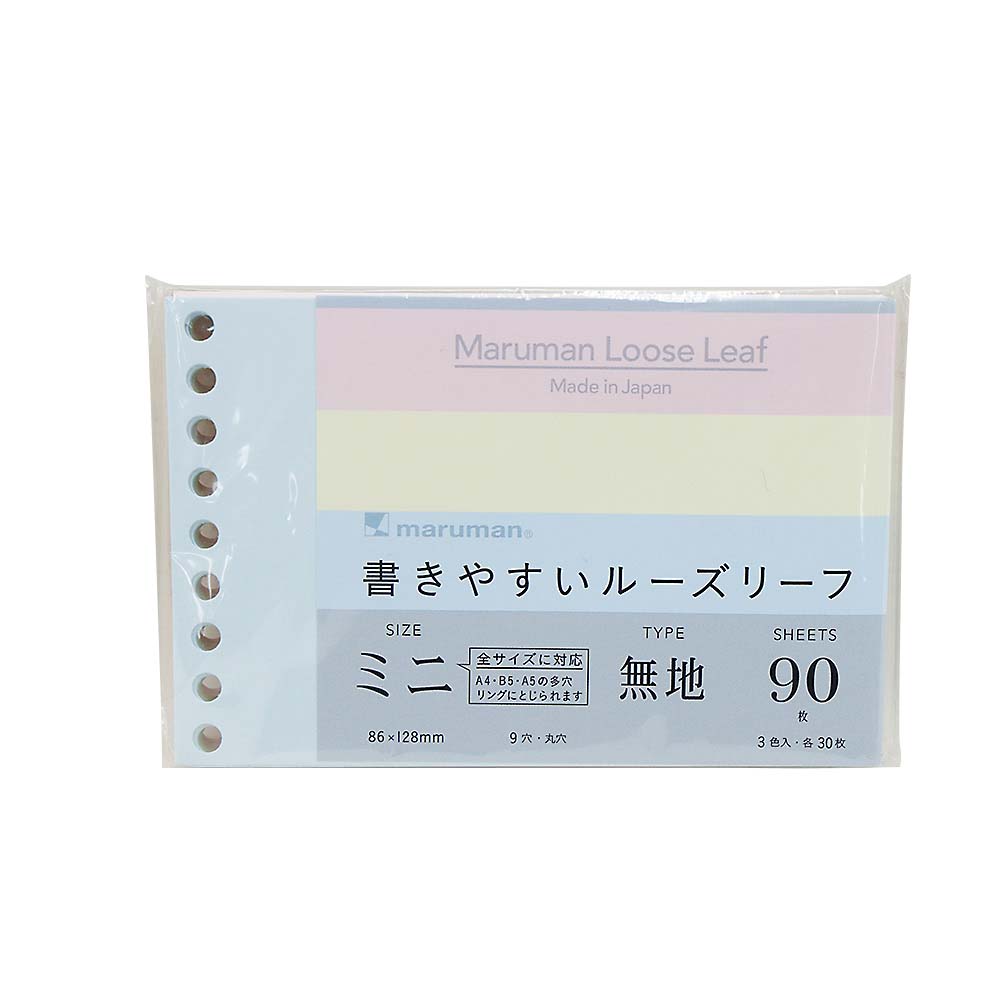 Maruman Loose Leaf
Made in Japan
maruman®
書きやすいルーズリーフ
SIZE
ミニ
全サイズに対応
A4・B5・A5の多穴
リングにとじられます
86×128mm
9穴・丸穴
TYPE
無地
SHEETS
90
枚
3色入・各30枚